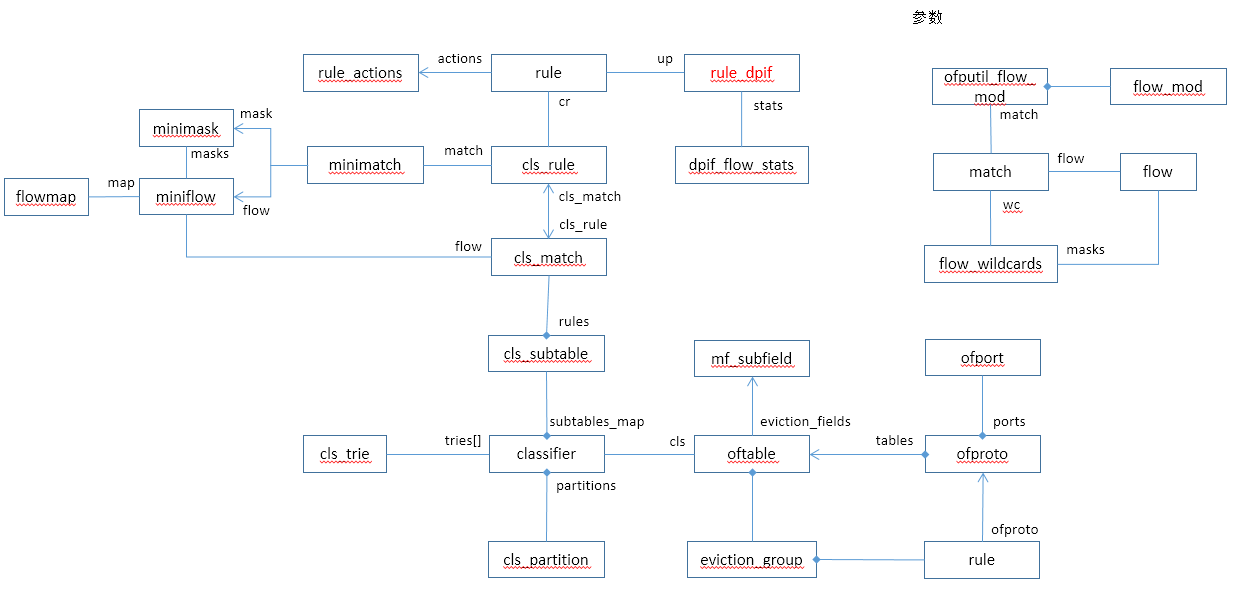 参数
actions
up
rule_actions
rule
rule_dpif
ofputil_flow_
mod
flow_mod
cr
stats
mask
match
minimask
masks
match
minimatch
cls_rule
dpif_flow_stats
flow
match
flow
map
flowmap
miniflow
cls_match
flow
wc
cls_rule
flow
masks
cls_match
flow_wildcards
rules
cls_subtable
mf_subfield
ofport
subtables_map
eviction_fields
ports
tries[]
cls
tables
cls_trie
classifier
oftable
ofproto
partitions
ofproto
cls_partition
eviction_group
rule